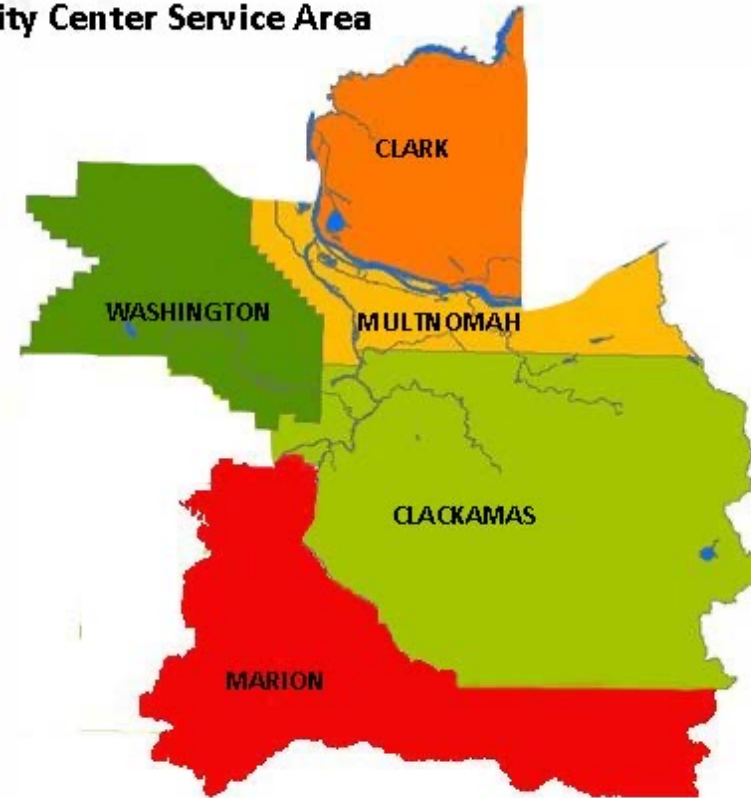 ity Center Service Area
CLARK
WASHINGTON
MULTNOMAH
CLACKAMAS
MARION